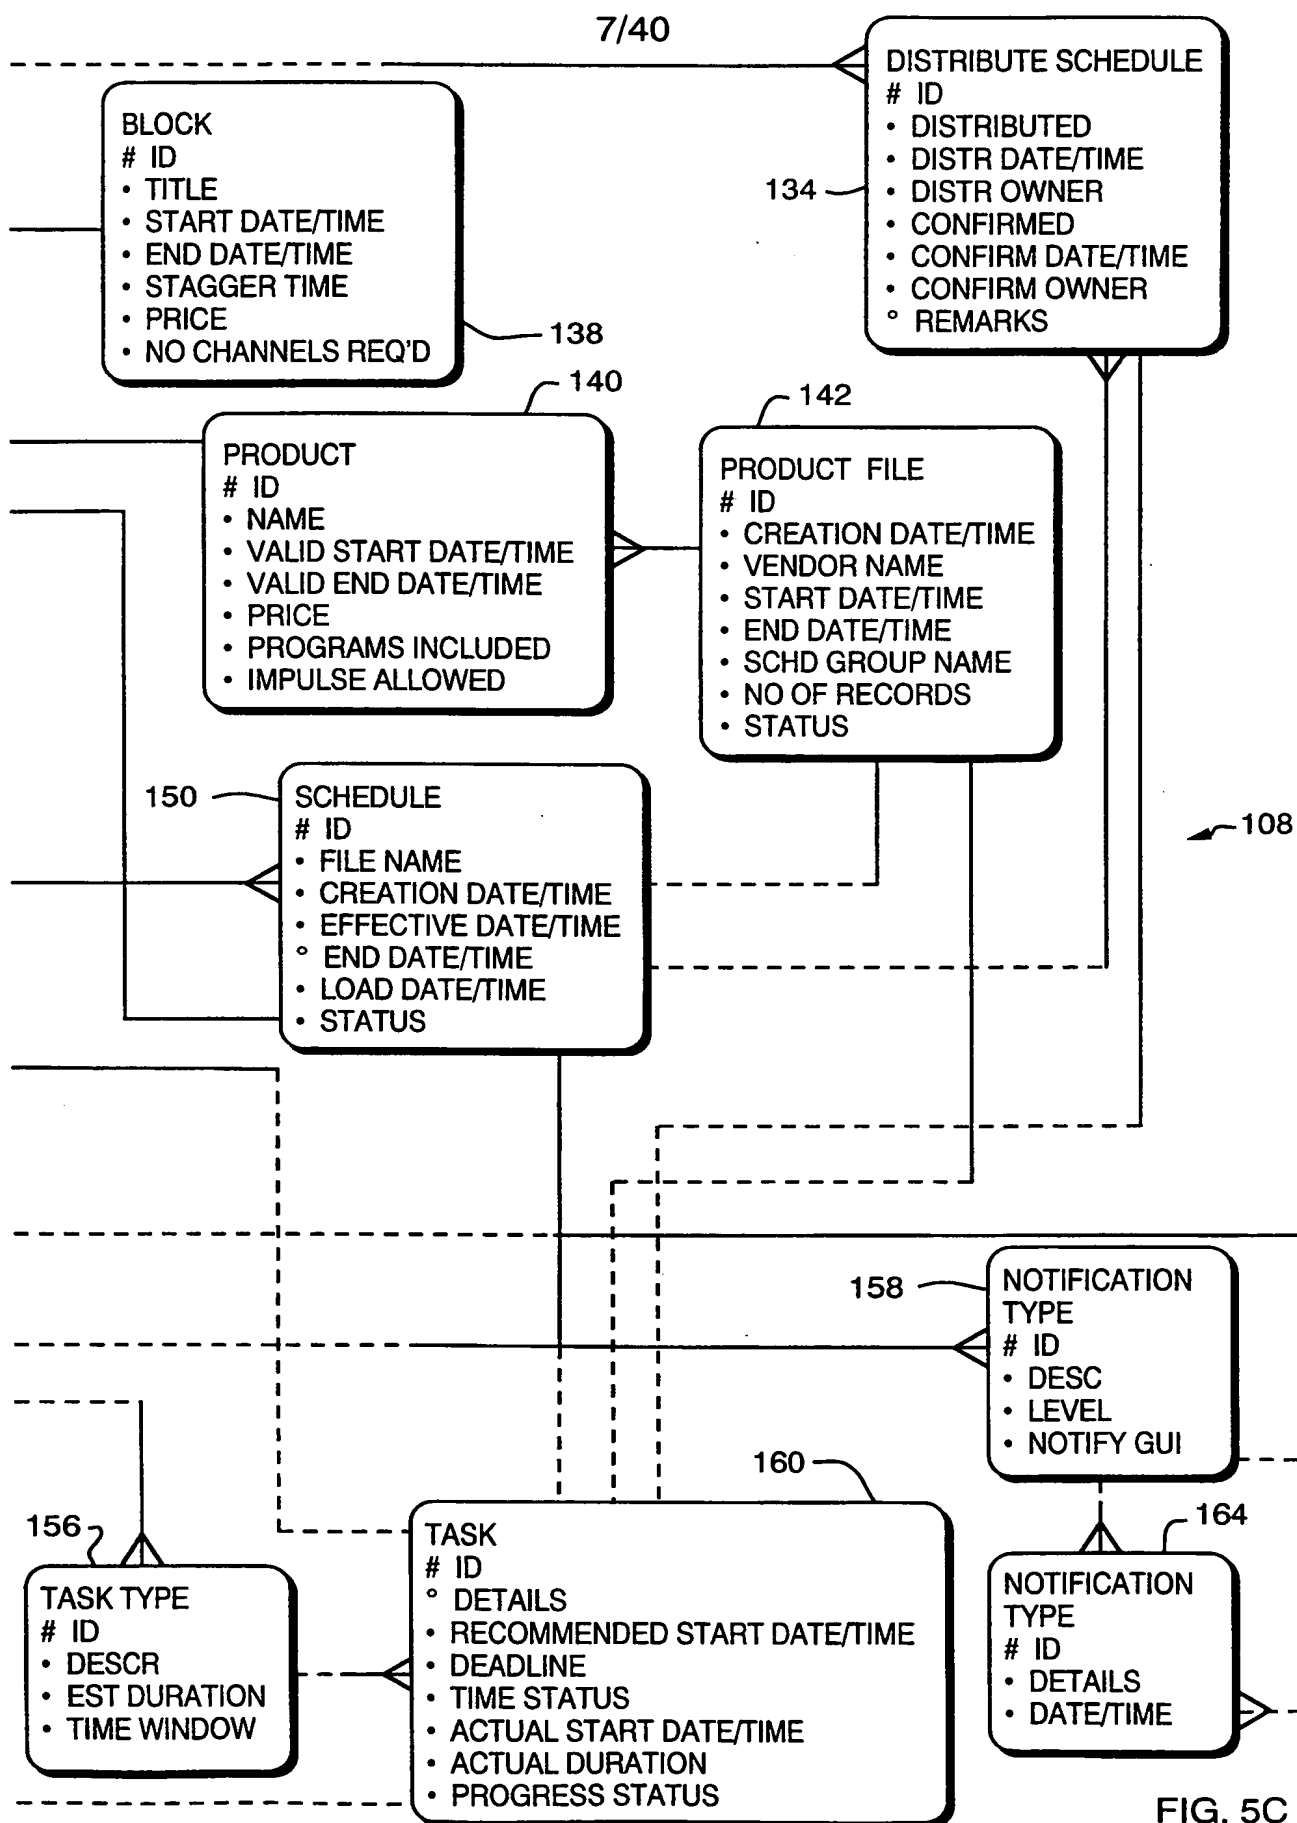 7/40
DISTRIBUTE SCHEDULE
# ID
• DISTRIBUTED
• DISTR DATE/TIME
• DISTR OWNER
• CONFIRMED
• CONFIRM DATE/TIME
• CONFIRM OWNER
° REMARKS
134
BLOCK
# ID
• TITLE
• START DATE/TIME
• END DATE/TIME
• STAGGER TIME
• PRICE
• NO CHANNELS REQ'D
138
140
PRODUCT
# ID
• NAME
• VALID START DATE/TIME
• VALID END DATE/TIME
• PRICE
• PROGRAMS INCLUDED
• IMPULSE ALLOWED
142
PRODUCT FILE
# ID
• CREATION DATE/TIME
• VENDOR NAME
• START DATE/TIME
• END DATE/TIME
• SCHD GROUP NAME
• NO OF RECORDS
• STATUS
150
SCHEDULE
# ID
• FILE NAME
• CREATION DATE/TIME
• EFFECTIVE DATE/TIME
° END DATE/TIME
• LOAD DATE/TIME
• STATUS
108
158
NOTIFICATION
TYPE
# ID
• DESC
• LEVEL
• NOTIFY GUI
156
TASK TYPE
# ID
• DESCR
• EST DURATION
• TIME WINDOW
160
TASK
# ID
° DETAILS
• RECOMMENDED START DATE/TIME
• DEADLINE
• TIME STATUS
• ACTUAL START DATE/TIME
• ACTUAL DURATION
• PROGRESS STATUS
164
NOTIFICATION
TYPE
# ID
• DETAILS
• DATE/TIME
FIG. 5C